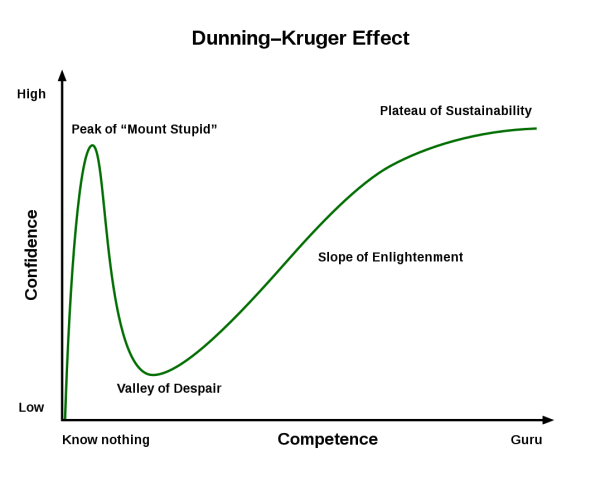 Dunning–Kruger Effect
High
Peak of “Mount Stupid”
Plateau of Sustainability
Confidence
Slope of Enlightenment
Valley of Despair
Low
Know nothing
Competence
Guru